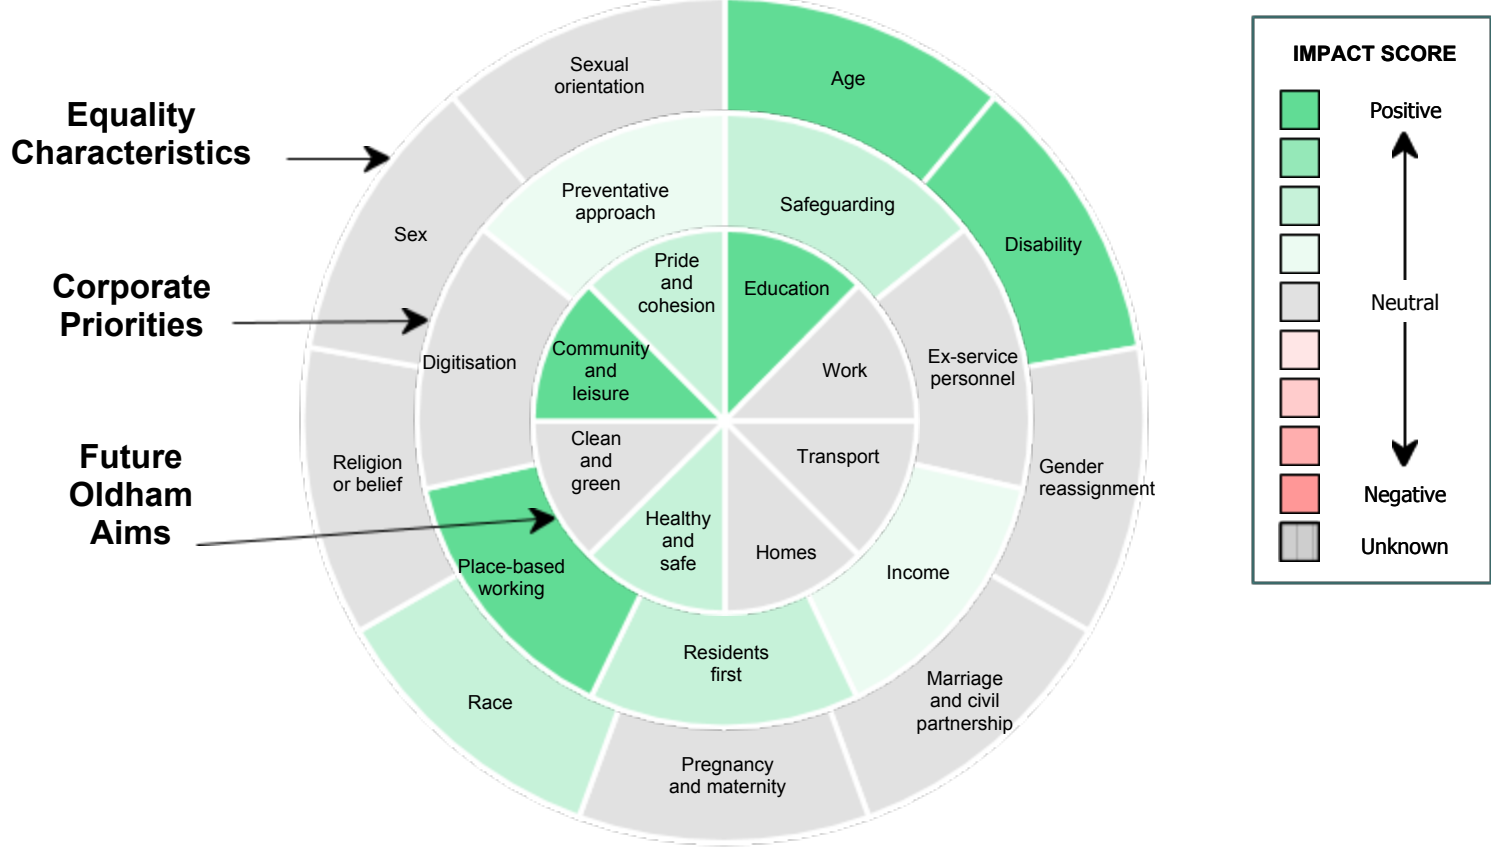 Equality
Characteristics
Corporate
Priorities
Future
Oldham
Aims
Sexual
orientation
Age
Disability
Gender
reassignment
Marriage
and civil
partnership
Pregnancy
and maternity
Race
Religion
or belief
Sex
Preventative
approach
Safeguarding
Ex-service
personnel
Income
Residents
first
Place-based
working
Digitisation
Pride
and
cohesion
Education
Work
Transport
Homes
Healthy
and
safe
Clean
and
green
Community
and
leisure
IMPACT SCORE
Positive
Neutral
Negative
Unknown